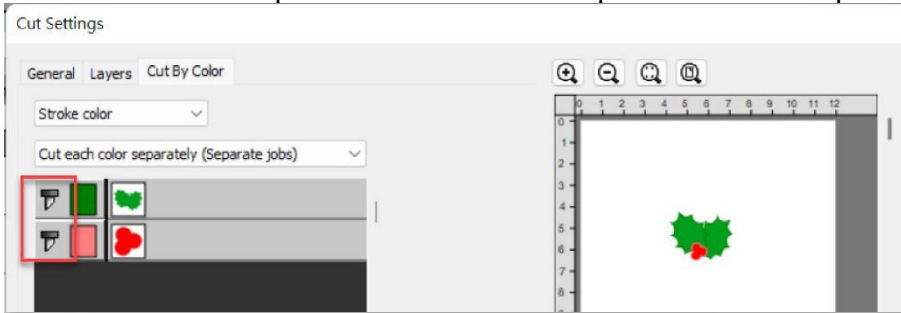 Cut Settings
General Layers Cut By Color
Stroke color
Cut each color separately (Separate jobs)
0 1 2 3 4 5 6 7 8 9 10 11 12
0
1
2
3
4
5
6
7
8